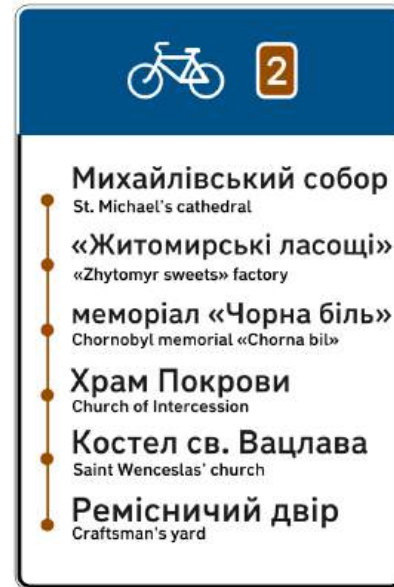 2
Михайлівський собор
St. Michael's cathedral
«Житомирські ласощі»
«Zhytomyr sweets» factory
меморіал «Чорна біль»
Chornobyl memorial «Chorna bil»
Храм Покрови
Church of Intercession
Костел св. Вацлава
Saint Wenceslas' church
Ремісничий двір
Craftsman's yard